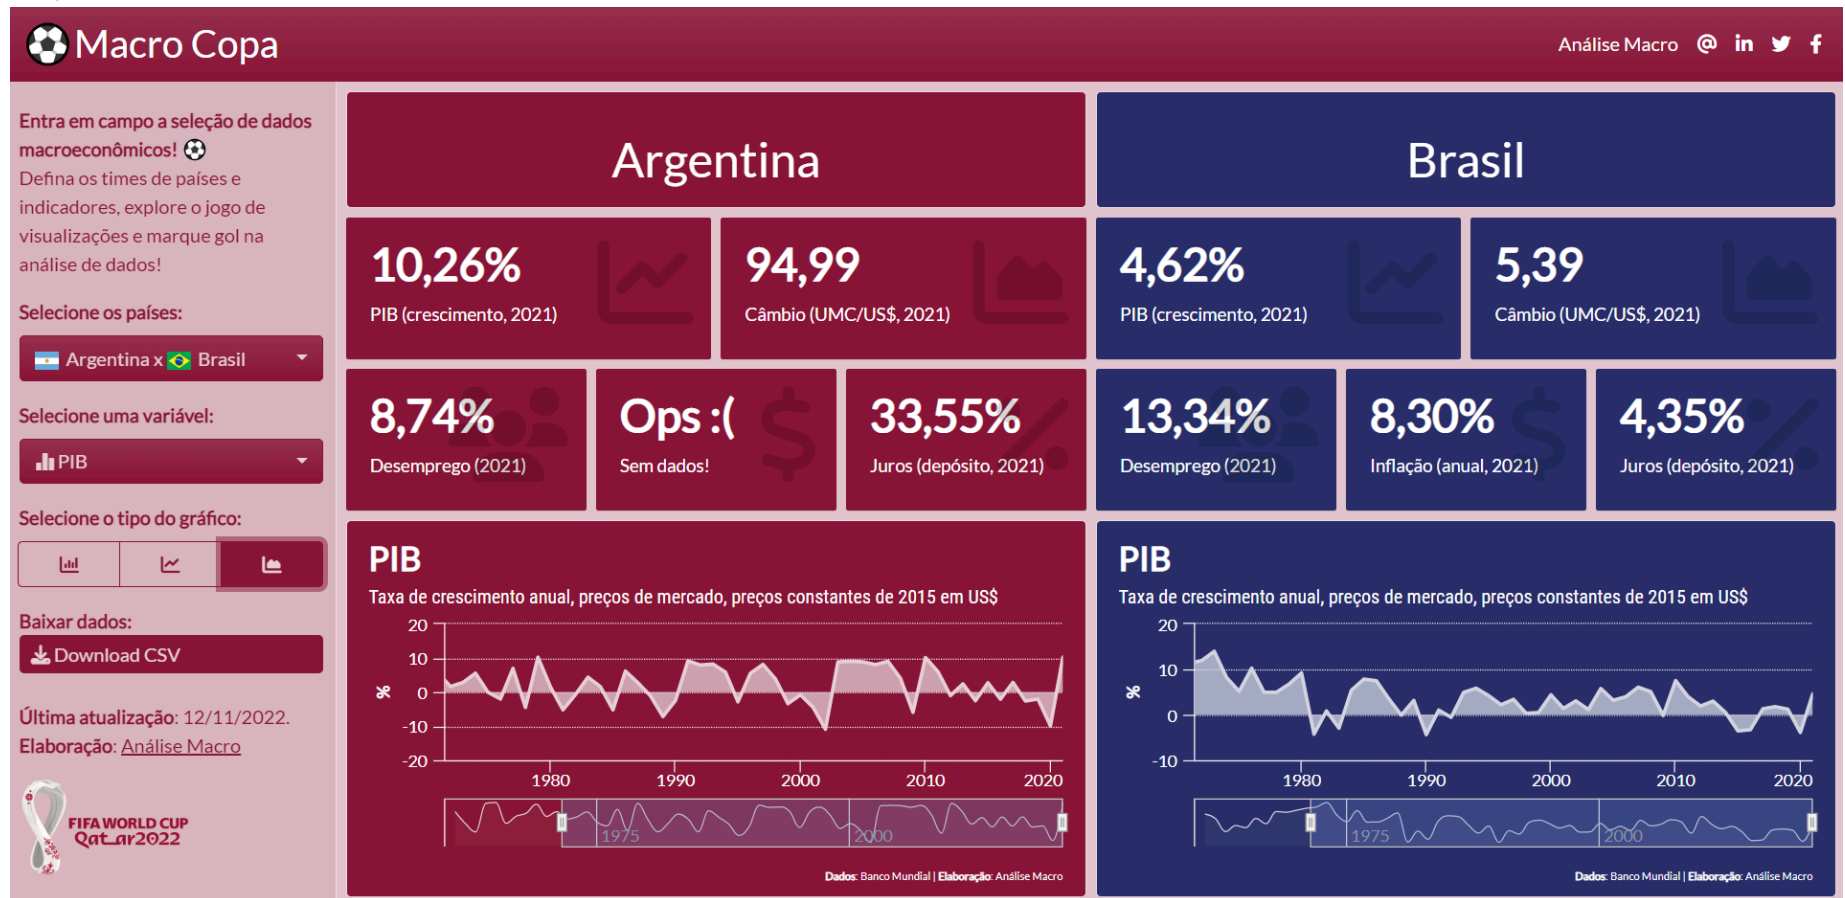 Macro Copa
Análise Macro
Entra em campo a seleção de dados
macroeconômicos!
Defina os times de países e
indicadores, explore o jogo de
visualizações e marque gol na
análise de dados!
Selecione os países:
Argentina x Brasil
Selecione uma variável:
PIB
Selecione o tipo do gráfico:
Baixar dados:
Download CSV
Última atualização: 12/11/2022.
Elaboração: Análise Macro
FIFA WORLD CUP
Qatar2022
Argentina
10,26%
PIB (crescimento, 2021)
94,99
Câmbio (UMC/US$, 2021)
8,74%
Desemprego (2021)
Ops :(
Sem dados!
33,55%
Juros (depósito, 2021)
PIB
Taxa de crescimento anual, preços de mercado, preços constantes de 2015 em US$
20
10
0
-10
-20
%
1980
1990
2000
2010
2020
1975
2000
Dados: Banco Mundial | Elaboração: Análise Macro
Brasil
4,62%
PIB (crescimento, 2021)
5,39
Câmbio (UMC/US$, 2021)
13,34%
Desemprego (2021)
8,30%
Inflação (anual, 2021)
4,35%
Juros (depósito, 2021)
PIB
Taxa de crescimento anual, preços de mercado, preços constantes de 2015 em US$
20
10
0
-10
%
1980
1990
2000
2010
2020
1975
2000
Dados: Banco Mundial | Elaboração: Análise Macro